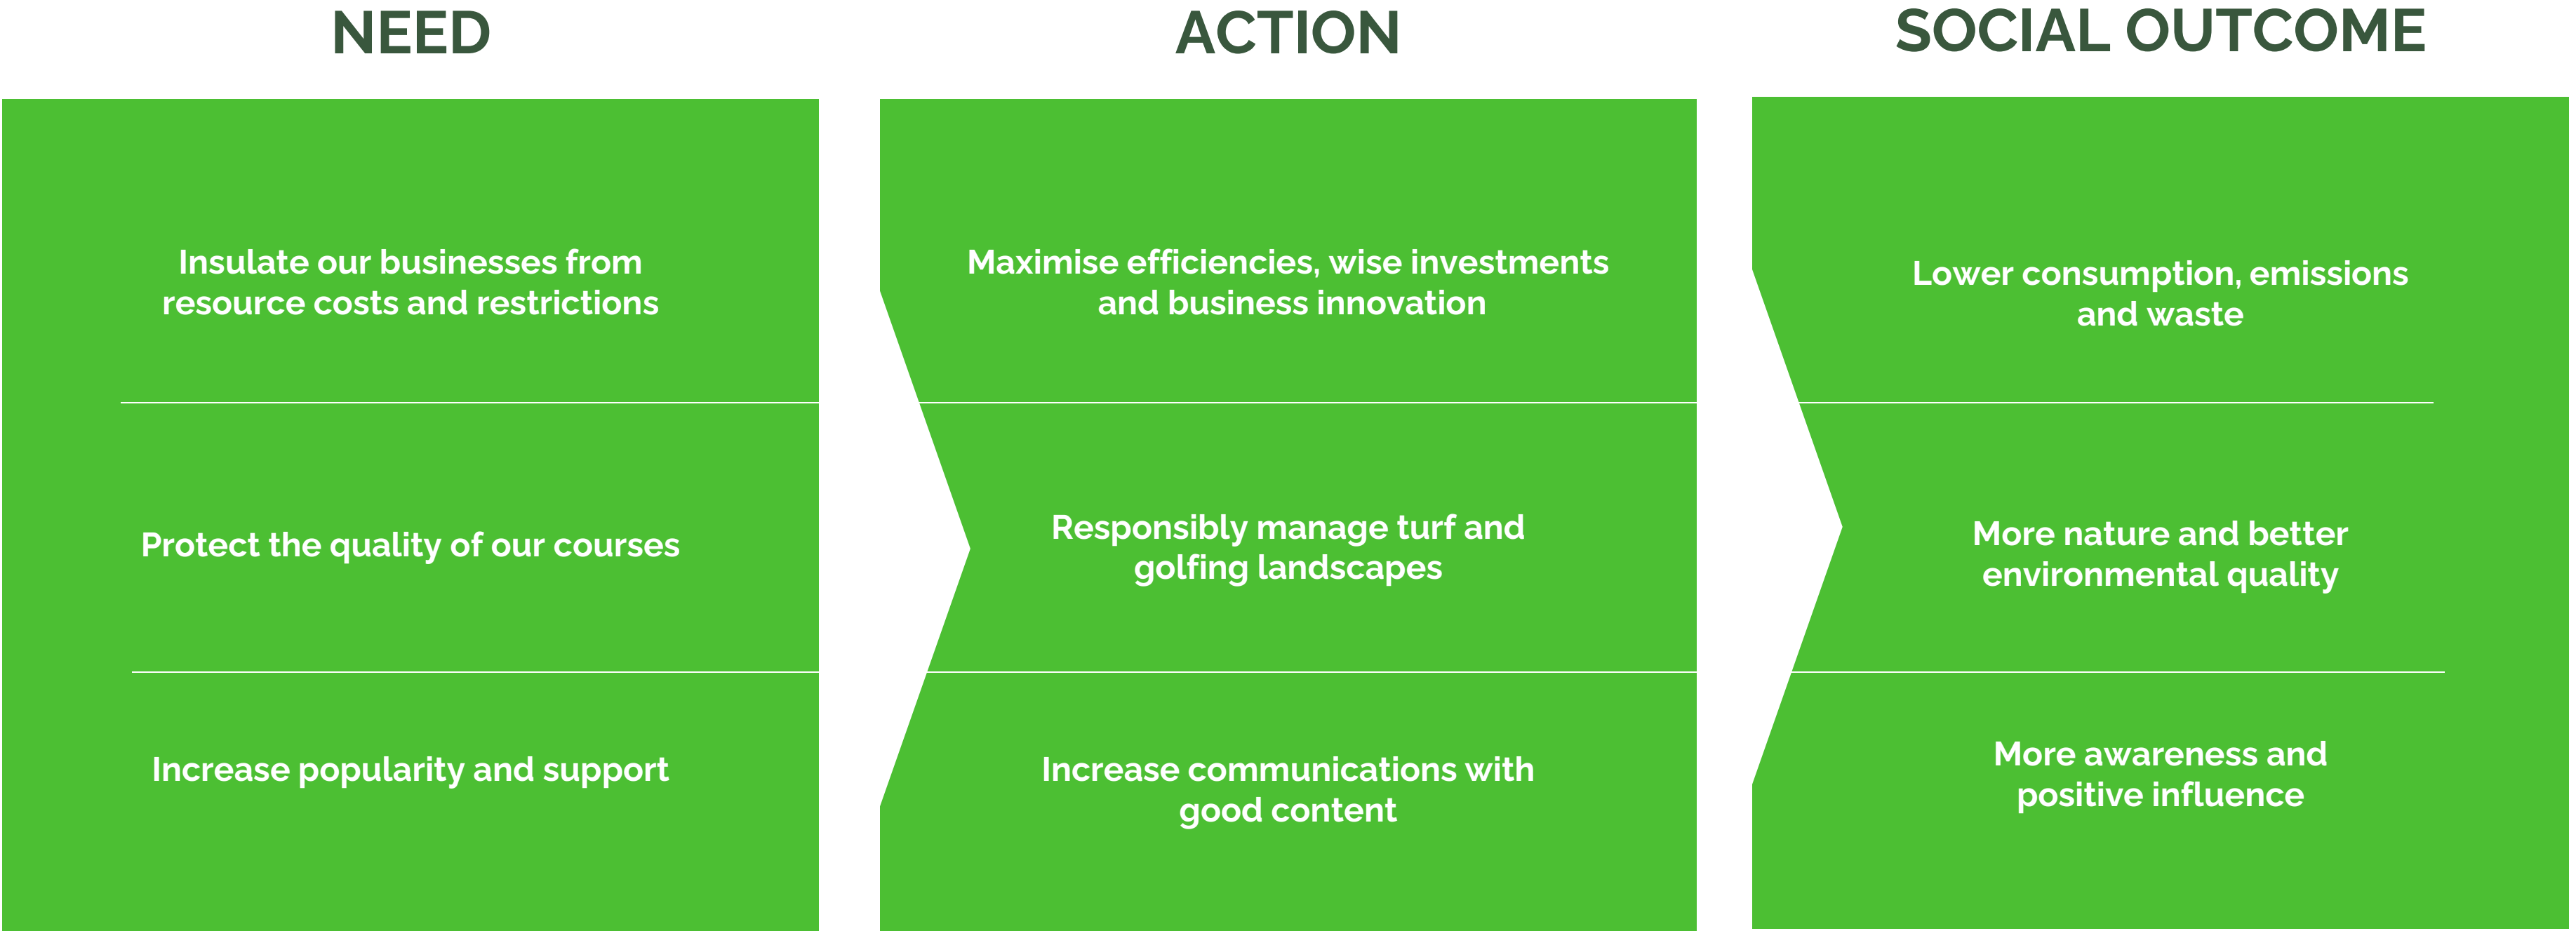 NEED
ACTION
SOCIAL OUTCOME
Insulate our businesses from
resource costs and restrictions
Maximise efficiencies, wise investments
and business innovation
Lower consumption, emissions
and waste
Protect the quality of our courses
Responsibly manage turf and
golfing landscapes
More nature and better
environmental quality
Increase popularity and support
Increase communications with
good content
More awareness and
positive influence